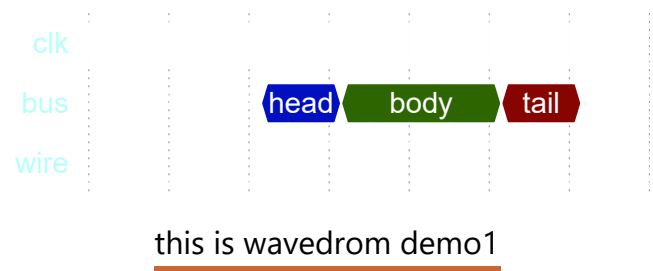 clk
bus head body tail
wire
this is wavedrom demo1